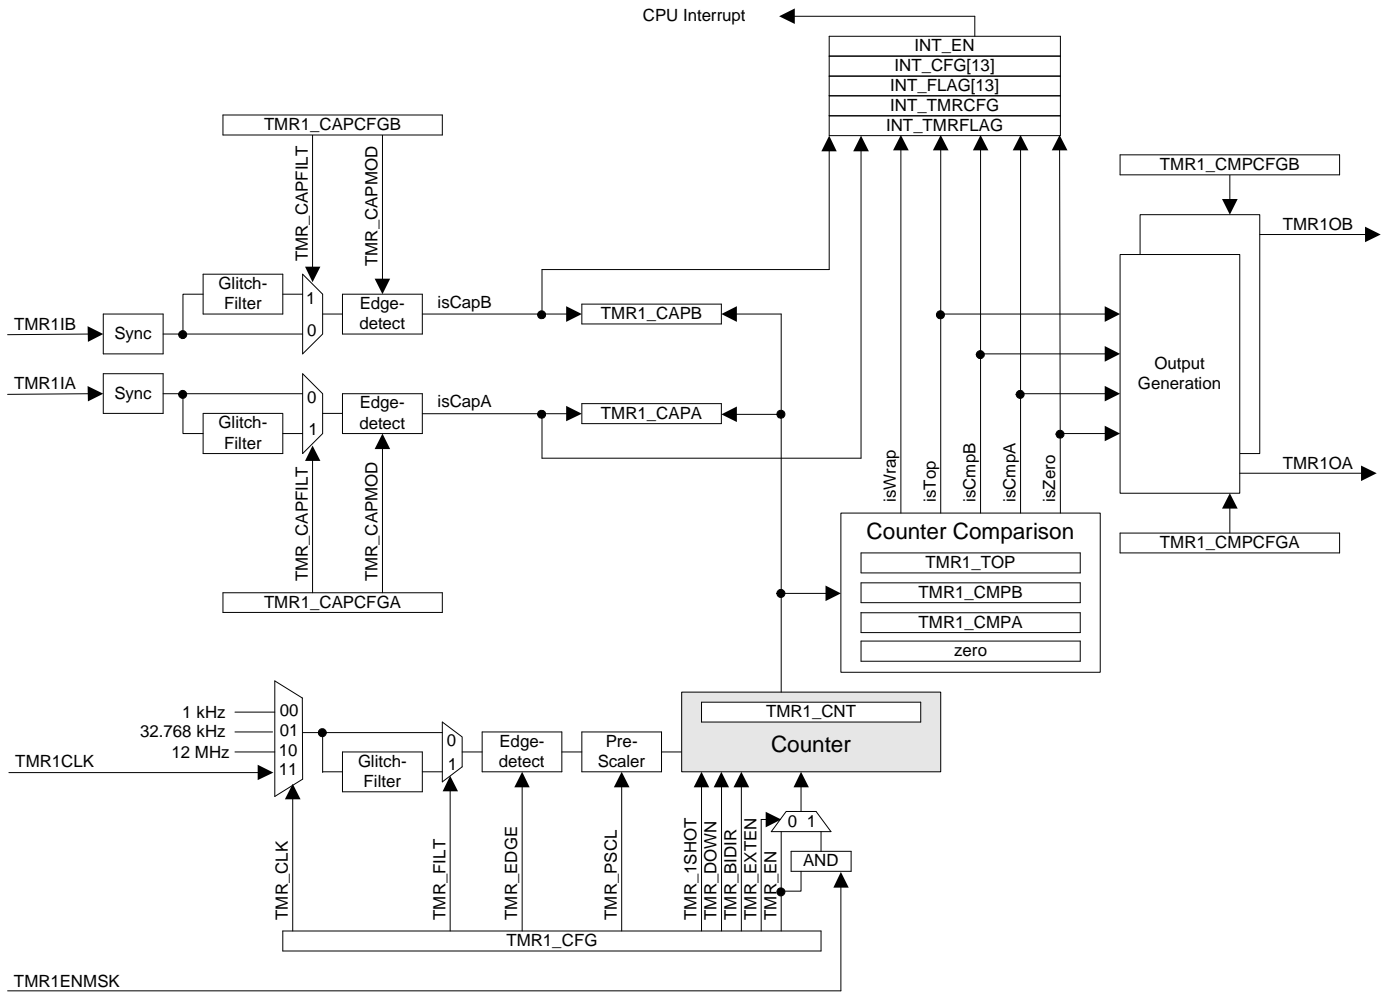 CPU Interrupt
INT_EN
INT_CFG[13]
INT_FLAG[13]
INT_TMRCFG
INT_TMRFLAG
TMR1_CAPCFGB
TMR_CAPFILT
TMR_CAPMOD
TMR1_CMPCFGB
TMR1OB
Glitch-
Filter
1
0
Edge-
detect
isCapB
TMR1_CAPB
TMR1IB
Sync
TMR1IA
Sync
0
1
Glitch-
Filter
Edge-
detect
isCapA
TMR1_CAPA
Output
Generation
TMR1OA
TMR1_CMPCFGA
isWrap
isTop
isCmpB
isCmpA
isZero
TMR_CAPFILT
TMR_CAPMOD
TMR1_CAPCFGA
Counter Comparison
TMR1_TOP
TMR1_CMPB
TMR1_CMPA
zero
1 kHz
32.768 kHz
12 MHz
TMR1CLK
00
01
10
11
Glitch-
Filter
0
1
Edge-
detect
Pre-
Scaler
TMR1_CNT
Counter
TMR_CLK
TMR_FILT
TMR_EDGE
TMR_PSCL
TMR_1SHOT
TMR_DOWN
TMR_BIDIR
TMR_EXTEN
TMR_EN
0 1
AND
TMR1_CFG
TMR1ENMSK